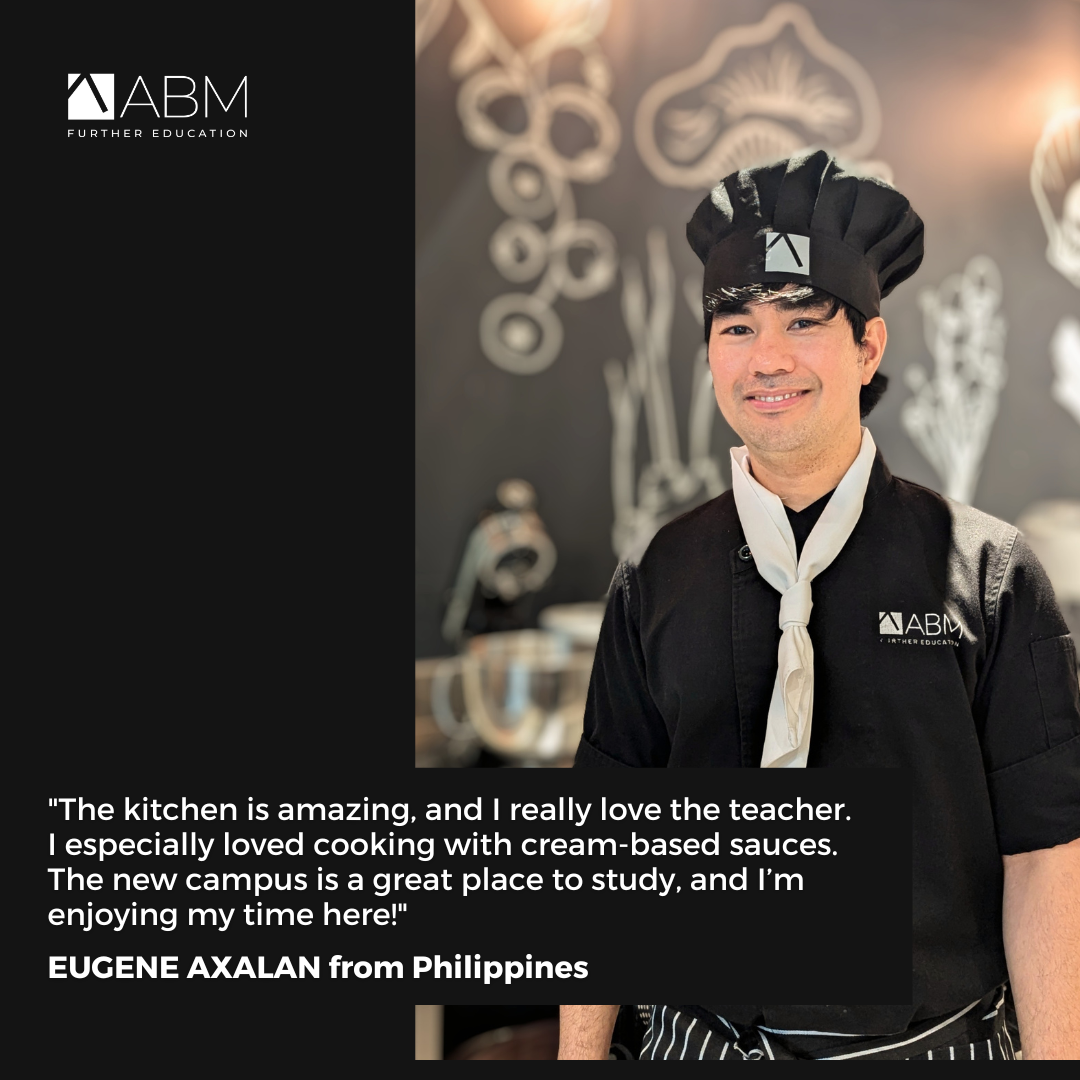 ABM
FURTHER EDUCATION
ABM
"The kitchen is amazing, and I really love the teacher.
I especially loved cooking with cream-based sauces.
The new campus is a great place to study, and I’m
enjoying my time here!"
EUGENE AXALAN from Philippines